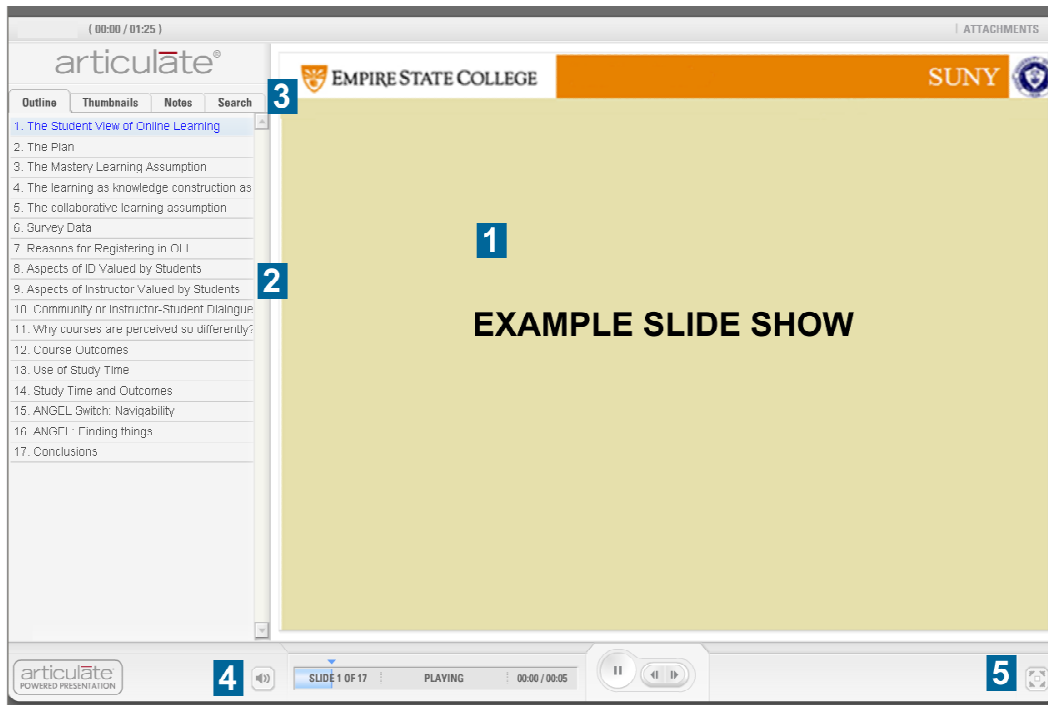 ( 00:00 / 01:25 )
ATTACHMENTS
articulāte®
EMPIRE STATE COLLEGE
SUNY
Outline Thumbnails Notes Search
3
1. The Student View of Online Learning
2. The Plan
3. The Mastery Learning Assumption
4. The learning as knowledge construction as
5. The collaborative learning assumption
6. Survey Data
7. Reasons for Registering in OLL
8. Aspects of ID Valued by Students
9. Aspects of Instructor Valued by Students
10. Community or Instructor-Student Dialogue
11. Why courses are perceived so differently?
12. Course Outcomes
13. Use of Study Time
14. Study Time and Outcomes
15. ANGEL Switch: Navigability
16. ANGEL: Finding things
17. Conclusions
2
1
EXAMPLE SLIDE SHOW
articulāte™
POWERED PRESENTATION
4
SLIDE 1 OF 17
PLAYING
00:00 / 00:05
5